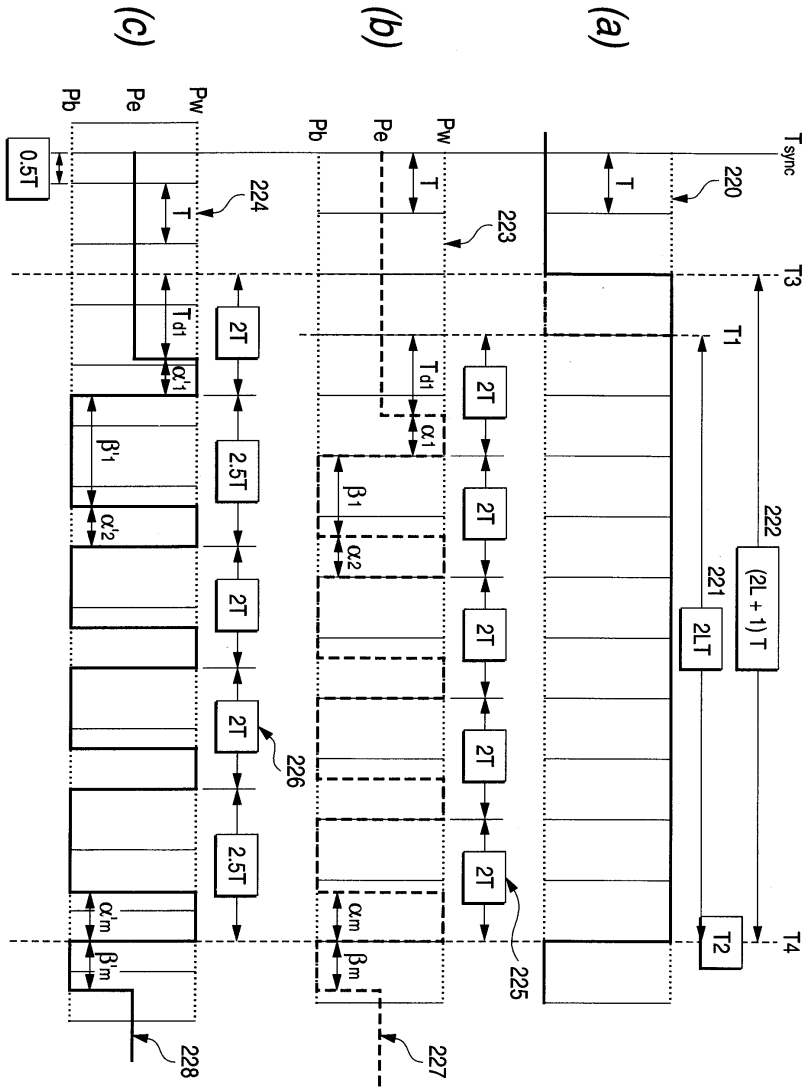 (a)
T sync
220
T3
T1
T4
T
222
(2L + 1) T
221
2LT
T2
(b)
Pw
Pe
Pb
223
T
Td1
α1
β1
α2
αm
βm
2T
2T
2T
2T
2T
225
227
(c)
Pw
Pe
Pb
0.5T
224
T
Td1
α'1
β'1
α'2
α'm
β'm
2T
2.5T
2T
2T
2.5T
226
228